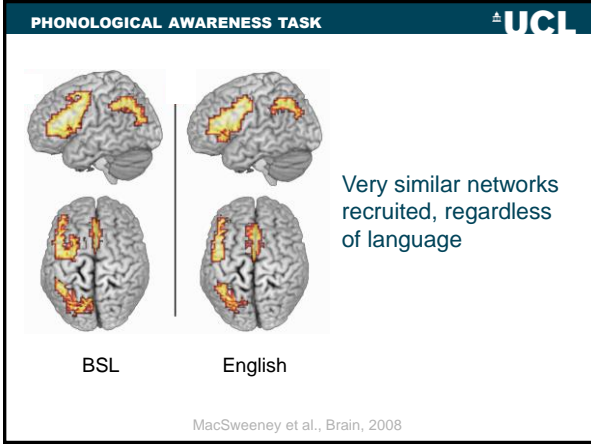 PHONOLOGICAL AWARENESS TASK
UCL
Very similar networks
recruited, regardless
of language
BSL
English
MacSweeney et al., Brain, 2008